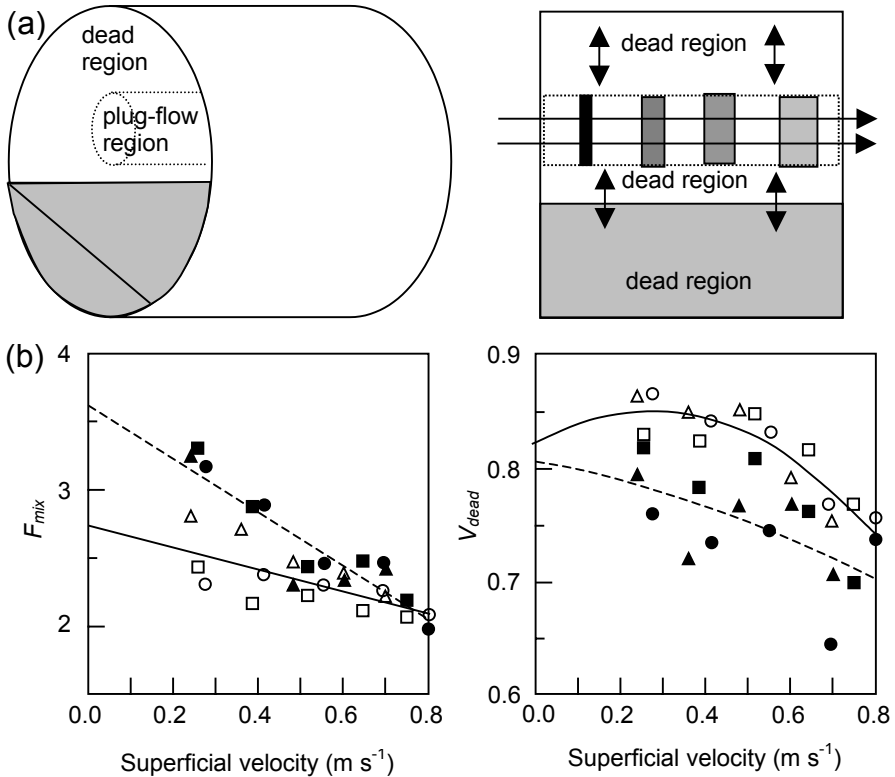 (a)
dead
region
plug-flow
region
dead region
dead region
dead region
(b)
4
3
2
F_mix
0.0
0.2
0.4
0.6
0.8
Superficial velocity (m s⁻¹)
0.9
0.8
0.7
0.6
V_dead
0.0
0.2
0.4
0.6
0.8
Superficial velocity (m s⁻¹)